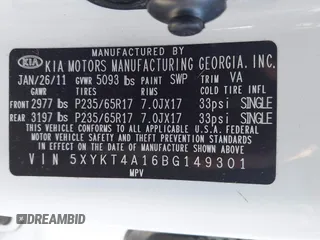 KIA KIA MOTORS MANUFACTURING GEORGIA, INC.
JAN/26/11 GVWR 5093 lbs PAINT SWP TRIM VA
GAWR TIRES RIMS COLD TIRE INFL
FRONT 2977 lbs P235/65R17 7.0JX17 33psi SINGLE
REAR 3197 lbs P235/65R17 7.0JX17 33psi SINGLE
THIS VEHICLE CONFORMS TO ALL APPLICABLE
FEDERAL MOTOR VEHICLE SAFETY AND THEFT
PREVENTION STANDARDS IN EFFECT ON THE
DATE OF MANUFACTURE SHOWN ABOVE.
VIN 5XYKT4A16BG149301
MPV
DREAMBID